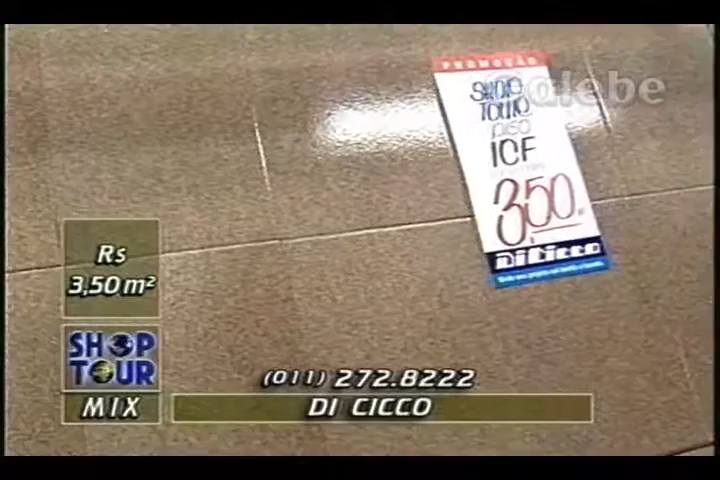 Calebe
PROMOÇÃO
SHOP
TOUR
PISO
ICF
3,50
DiCicco
R$
3,50 m²
SHOP
TOUR
MIX
(011) 272.8222
DI CICCO